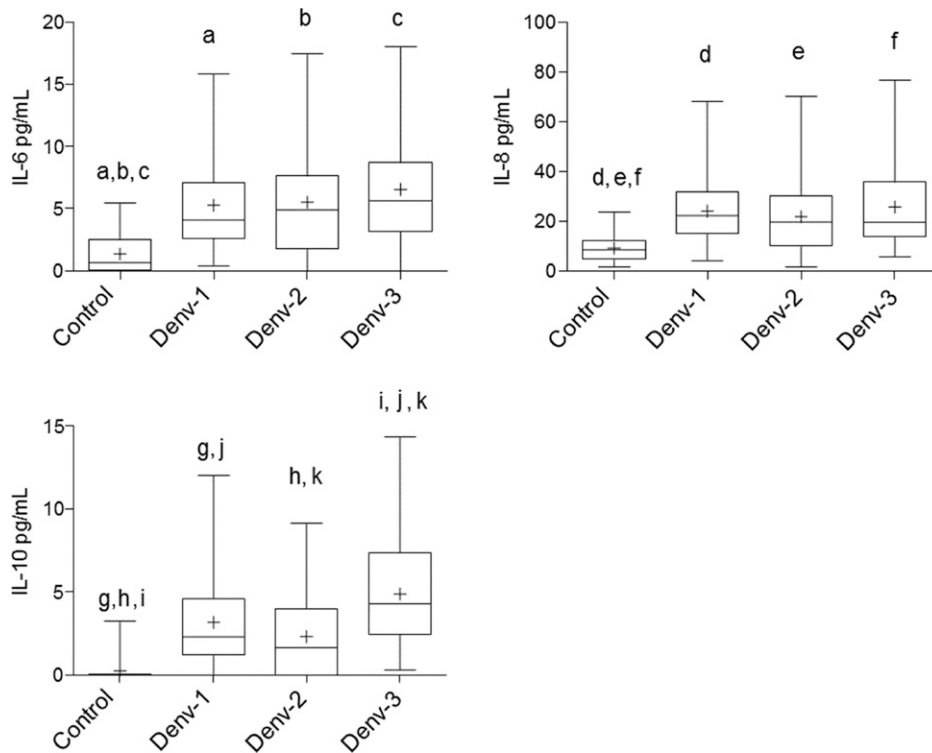 IL-6 pg/mL
20
15
10
5
0
a,b,c
a
b
c
Control
Denv-1
Denv-2
Denv-3
IL-8 pg/mL
100
80
60
40
20
0
d,e,f
d
e
f
Control
Denv-1
Denv-2
Denv-3
IL-10 pg/mL
15
10
5
0
g,h,i
g,j
h,k
i,j,k
Control
Denv-1
Denv-2
Denv-3